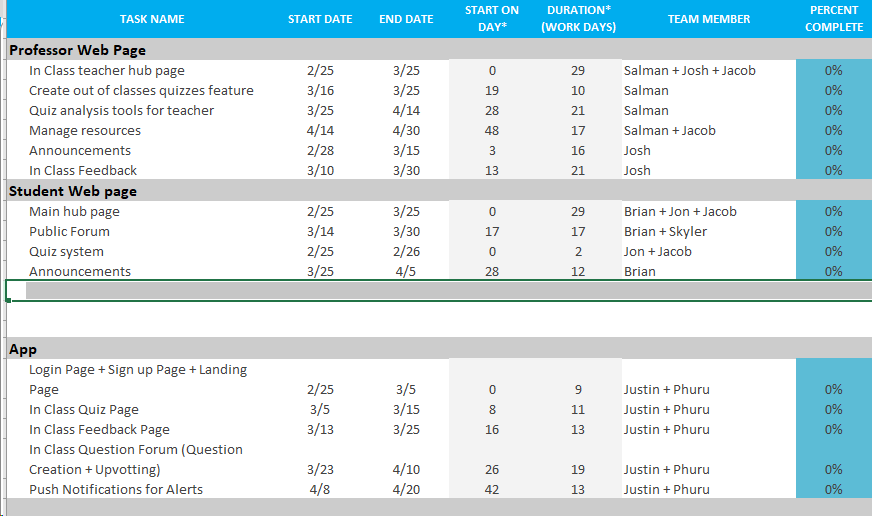 TASK NAME START DATE END DATE START ON DAY* DURATION* (WORK DAYS) TEAM MEMBER PERCENT COMPLETE
Professor Web Page
In Class teacher hub page 2/25 3/25 0 29 Salman + Josh + Jacob 0%
Create out of classes quizzes feature 3/16 3/25 19 10 Salman 0%
Quiz analysis tools for teacher 3/25 4/14 28 21 Salman 0%
Manage resources 4/14 4/30 48 17 Salman + Jacob 0%
Announcements 2/28 3/15 3 16 Josh 0%
In Class Feedback 3/10 3/30 13 21 Josh 0%
Student Web page
Main hub page 2/25 3/25 0 29 Brian + Jon + Jacob 0%
Public Forum 3/14 3/30 17 17 Brian + Skyler 0%
Quiz system 2/25 2/26 0 2 Jon + Jacob 0%
Announcements 3/25 4/5 28 12 Brian 0%
App
Login Page + Sign up Page + Landing
Page 2/25 3/5 0 9 Justin + Phuru 0%
In Class Quiz Page 3/5 3/15 8 11 Justin + Phuru 0%
In Class Feedback Page 3/13 3/25 16 13 Justin + Phuru 0%
In Class Question Forum (Question
Creation + Upvotting) 3/23 4/10 26 19 Justin + Phuru 0%
Push Notifications for Alerts 4/8 4/20 42 13 Justin + Phuru 0%